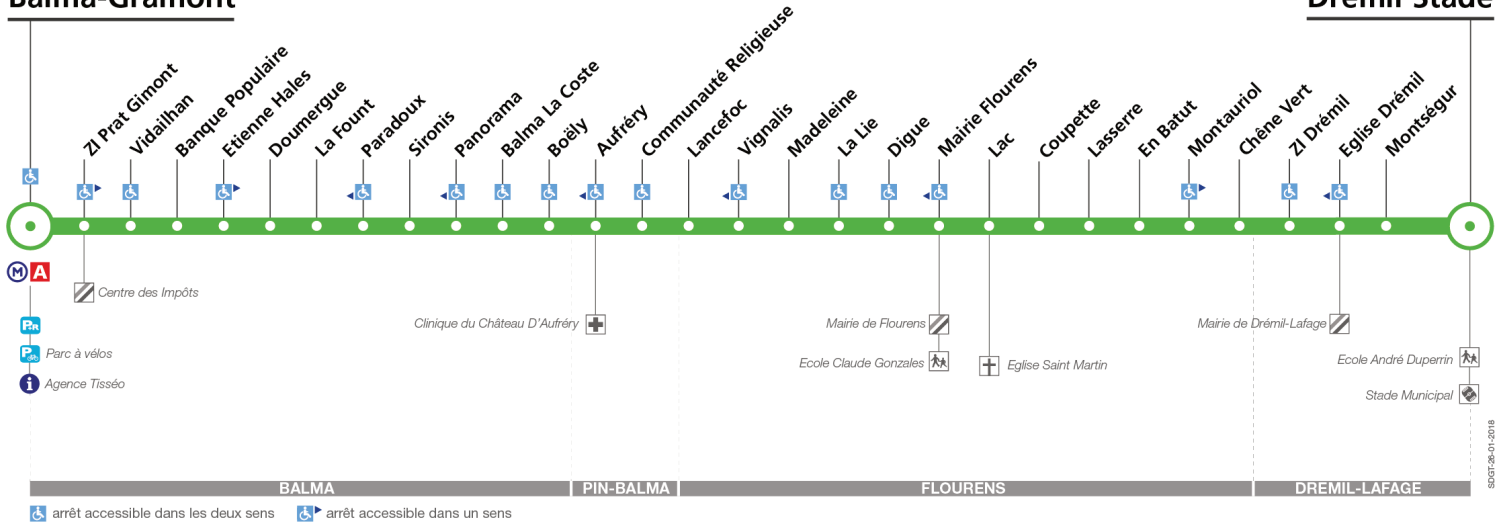 Balma-Gramont
Drémil Stade
ZI Prat Gimont
Vidailhan
Banque Populaire
Etienne Hales
Doumergue
La Fount
Paradoux
Sironis
Panorama
Balma La Coste
Boëly
Aufréry
Communauté Religieuse
Lancefoc
Vignalis
Madeleine
La Lie
Digue
Mairie Flourens
Lac
Coupette
Lasserre
En Batut
Montauriol
Chêne Vert
ZI Drémil
Eglise Drémil
Montségur
M A
Centre des Impôts
P+R
Parc à vélos
Agence Tisséo
Clinique du Château D'Aufréry
Mairie de Flourens
Ecole Claude Gonzales
Eglise Saint Martin
Mairie de Drémil-Lafage
Ecole André Duperrin
Stade Municipal
SDGT-26-01-2018
BALMA
PIN-BALMA
FLOURENS
DREMIL-LAFAGE
arrêt accessible dans les deux sens
arrêt accessible dans un sens